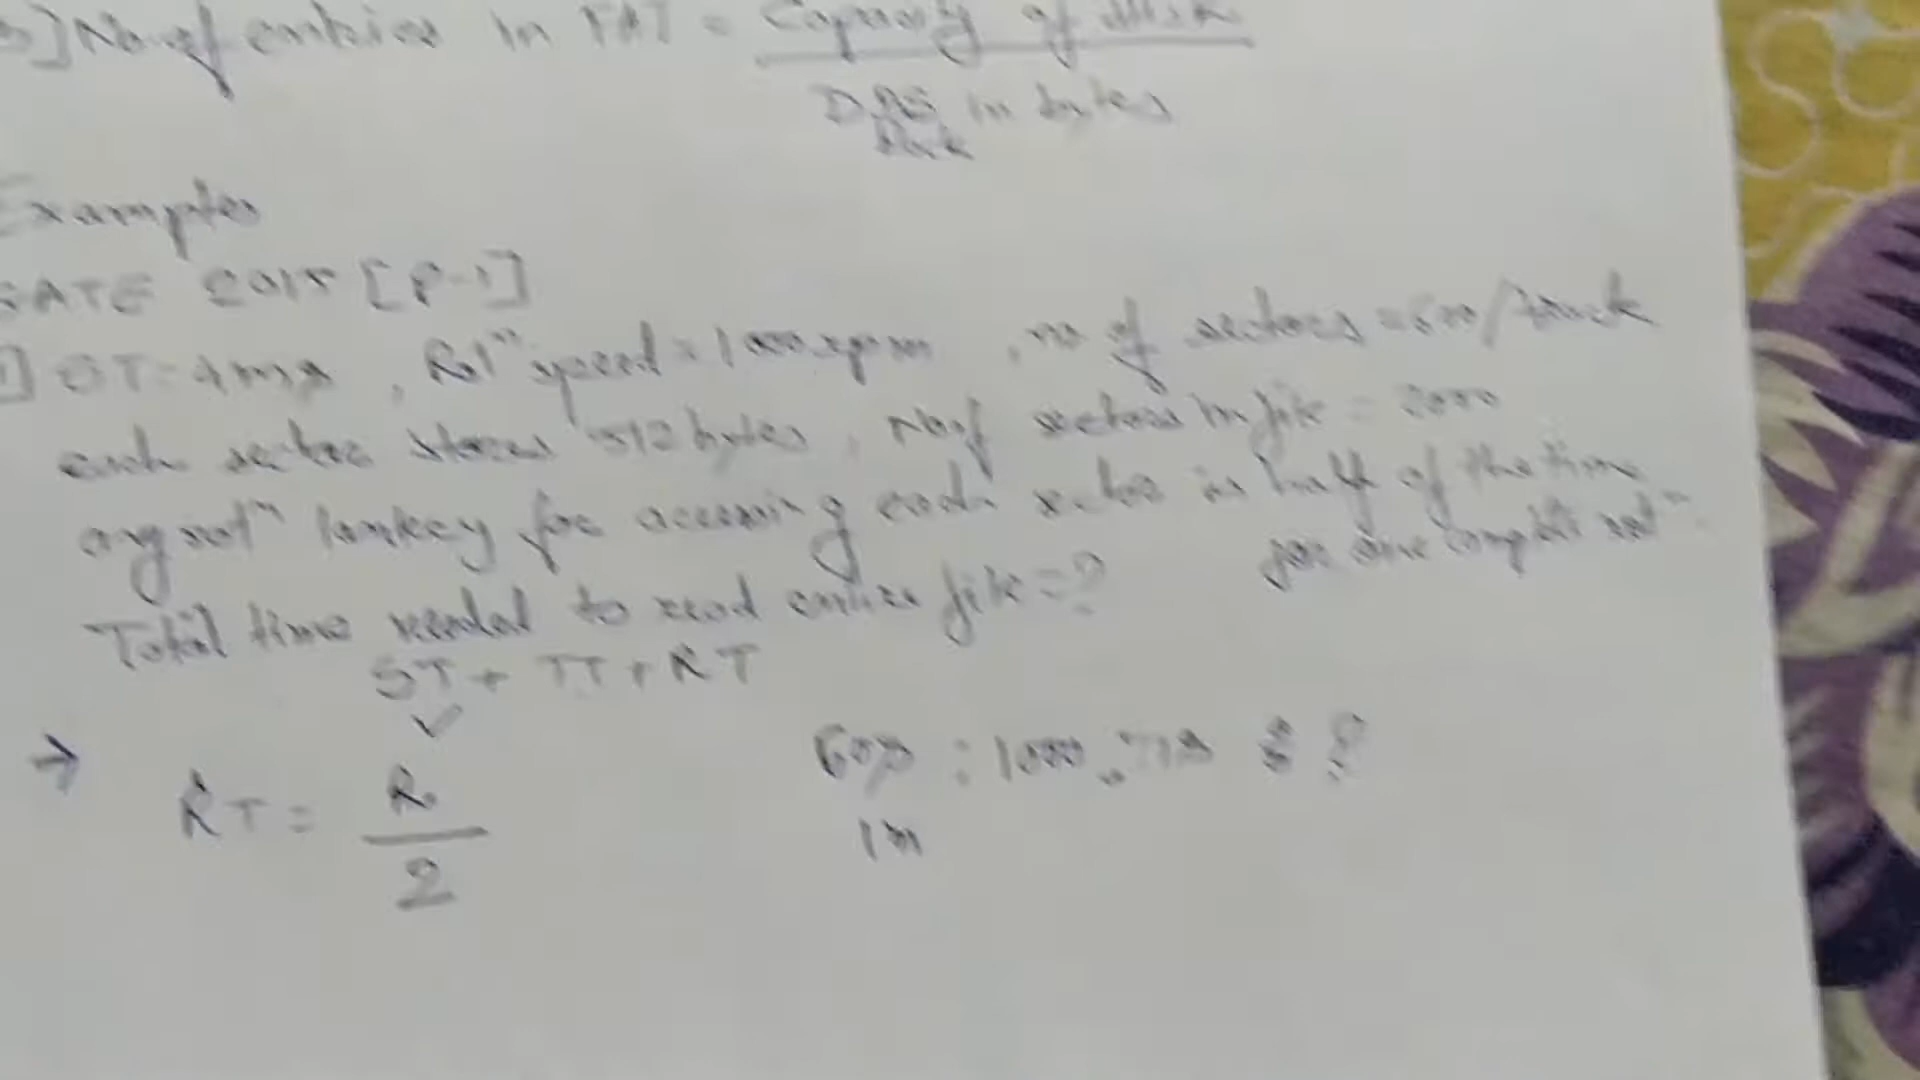 No of entries in FAT = Capacity of disk
Block in bytes
Examples
GATE 2015 [P-1]
ST = 4ms, Rotn speed = 1000 rpm, no of sectors = 600/track
each sector stores 512 bytes, No of sectors in file = 2000
avg rotn lantency for accessing each sector is half of the time
for one complete rotn.
Total time needed to read entire file = ?
ST + TT + RT
✓
→ RT = R
2
60s : 1000
1m